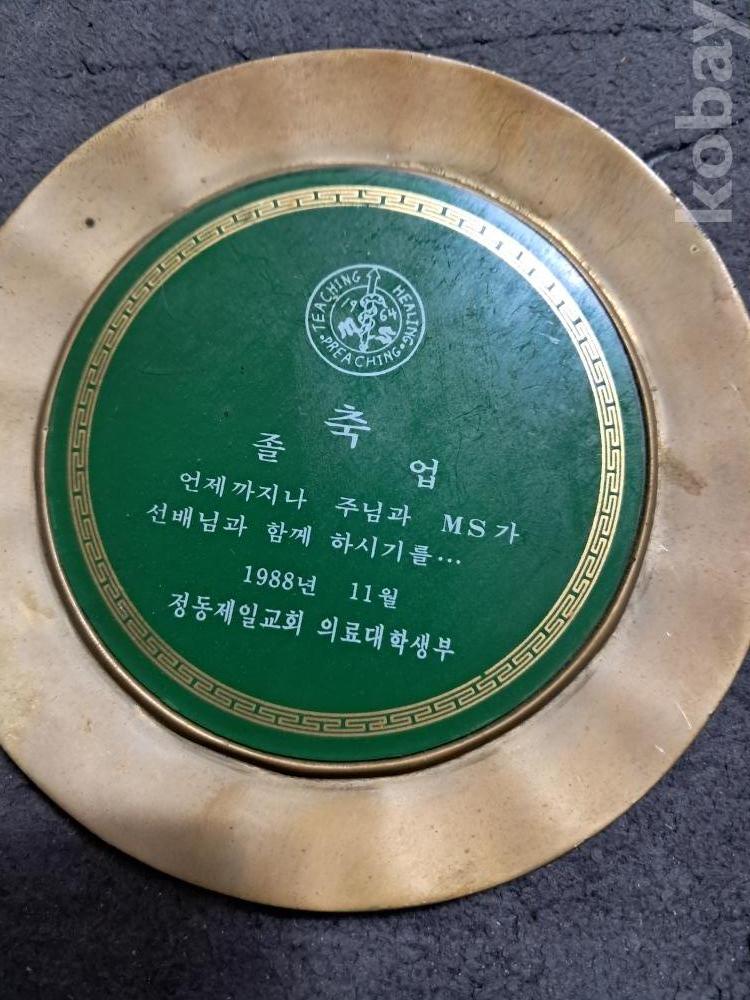 TEACHING HEALING
PREACHING
1964
MS
축
졸 업
언제까지나 주님과 MS가
선배님과 함께 하시기를...
1988년 11월
정동제일교회 의료대학생부
kobay